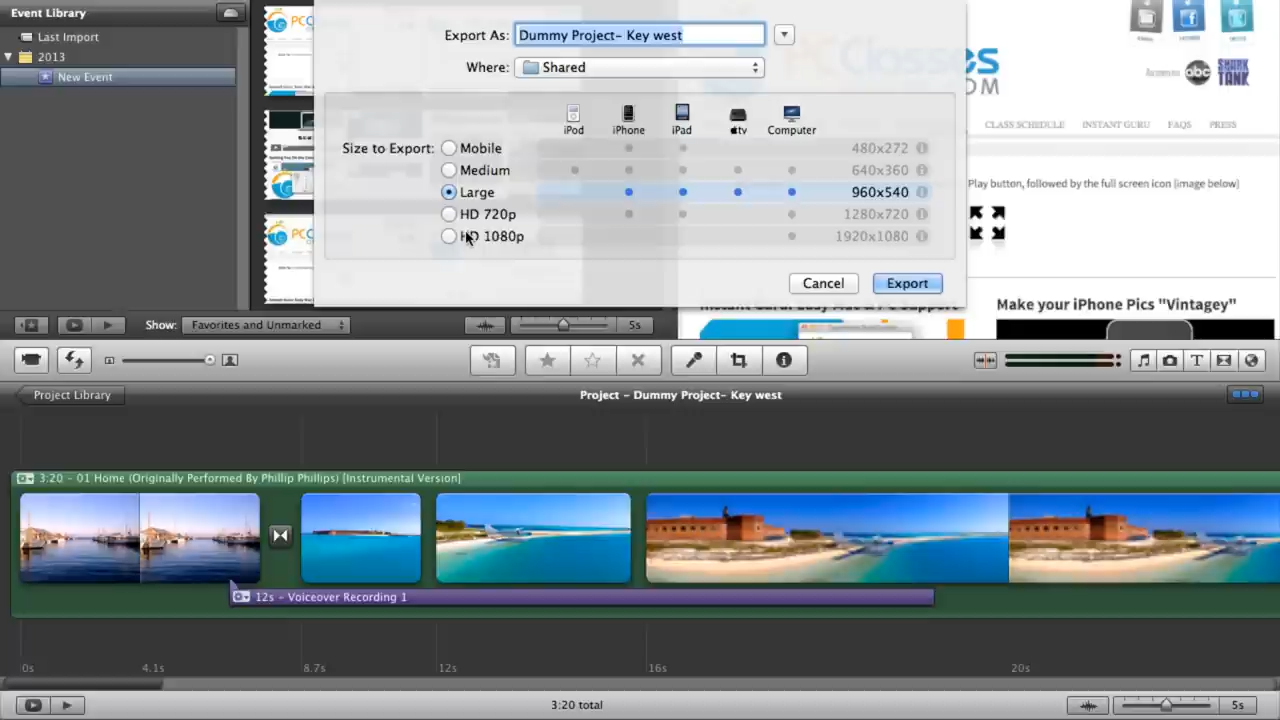 Event Library
Last Import
2013
New Event
Export As: Dummy Project- Key west
Where: Shared
iPod iPhone iPad tv Computer
Size to Export: Mobile 480x272
Medium 640x360
Large 960x540
HD 720p 1280x720
HD 1080p 1920x1080
Cancel Export
abc SHARK TANK
CLASS SCHEDULE INSTANT GURU FAQS PRESS
Play button, followed by the full screen icon [image below)
Make your iPhone Pics "Vintagey"
Show: Favorites and Unmarked 5s
Project Library Project - Dummy Project- Key west
3:20 - 01 Home (Originally Performed By Phillip Phillips) [Instrumental Version]
12s - Voiceover Recording 1
0s 4.1s 8.7s 12s 16s 20s
3:20 total 5s